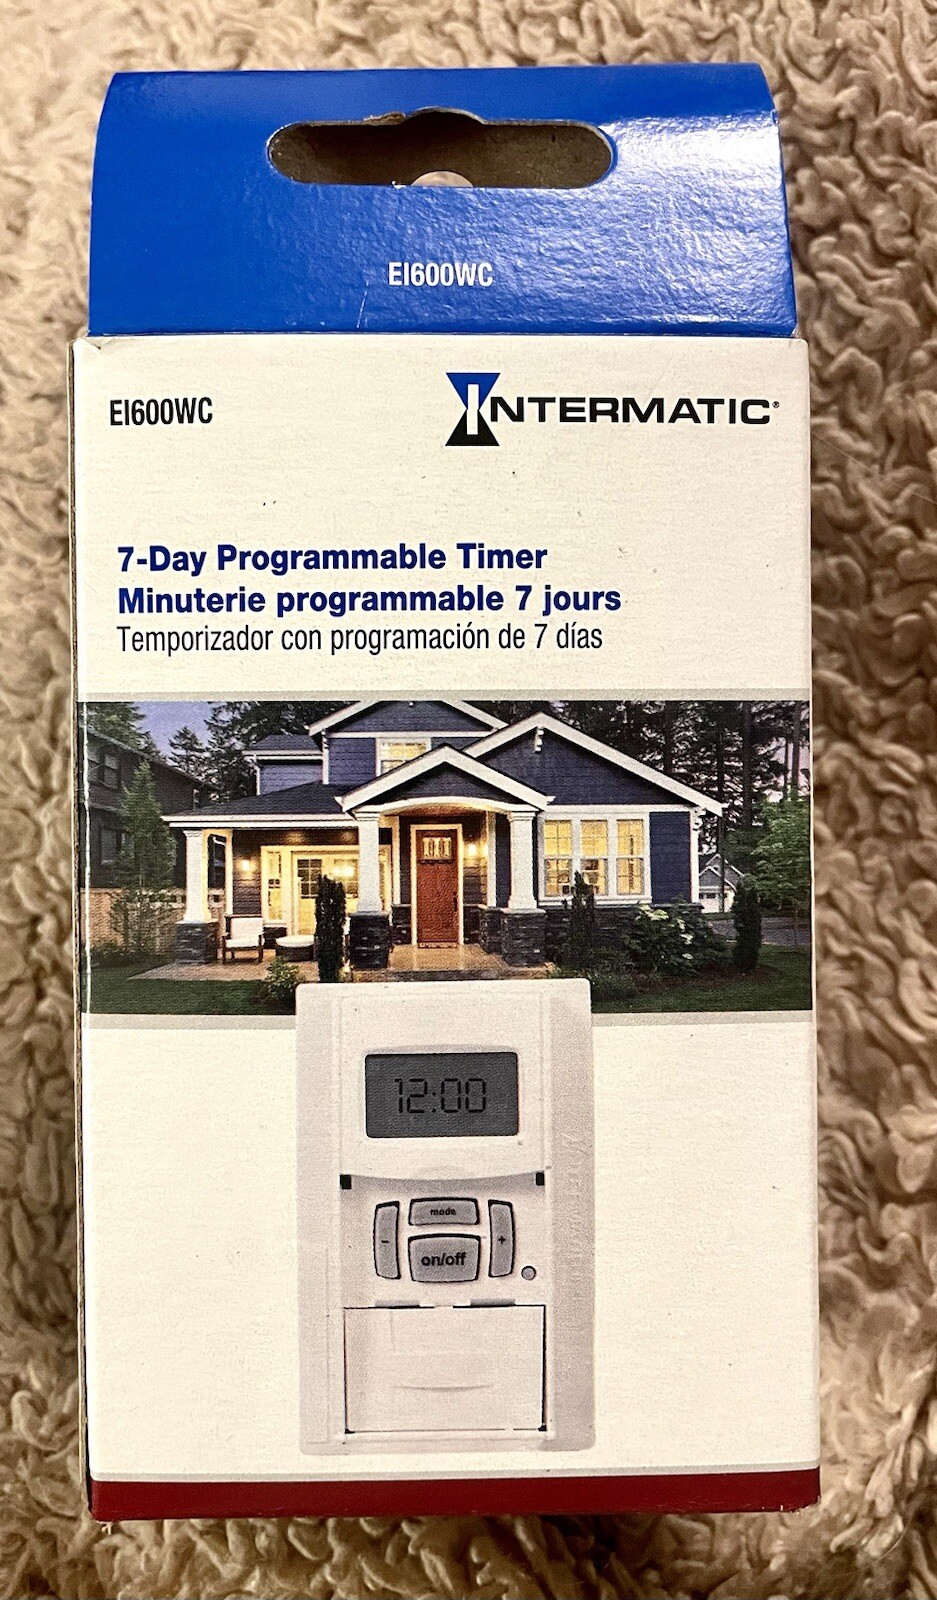 EI600WC
EI600WC
INTERMATIC®
7-Day Programmable Timer
Minuterie programmable 7 jours
Temporizador con programación de 7 días
12:00
mode
- +
on/off